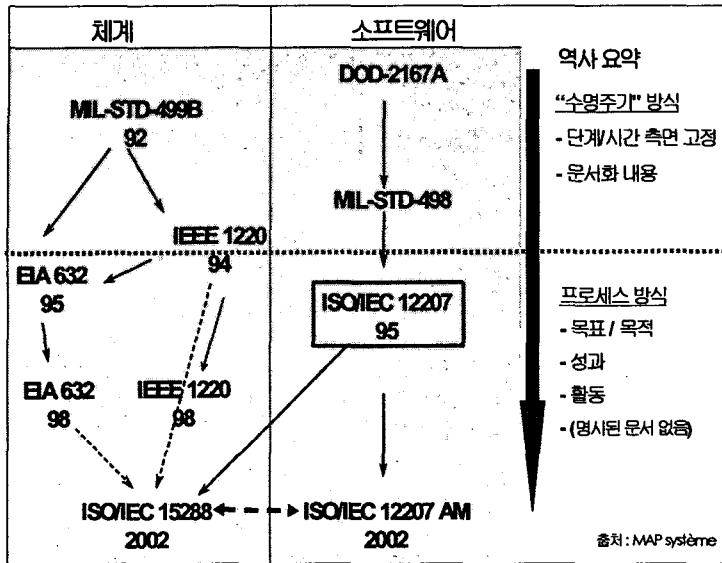 체계
소프트웨어
DOD-2167A
MIL-STD-499B
92
MIL-STD-498
IEEE 1220
94
EIA 632
95
ISO/IEC 12207
95
EIA 632
98
IEEE 1220
98
ISO/IEC 15288
2002
ISO/IEC 12207 AM
2002
역사 요약
"수명주기" 방식
- 단계/시간 측면 고정
- 문서화 내용
프로세스 방식
- 목표 / 목적
- 성과
- 활동
- (명시된 문서 없음)
출처 : MAP système